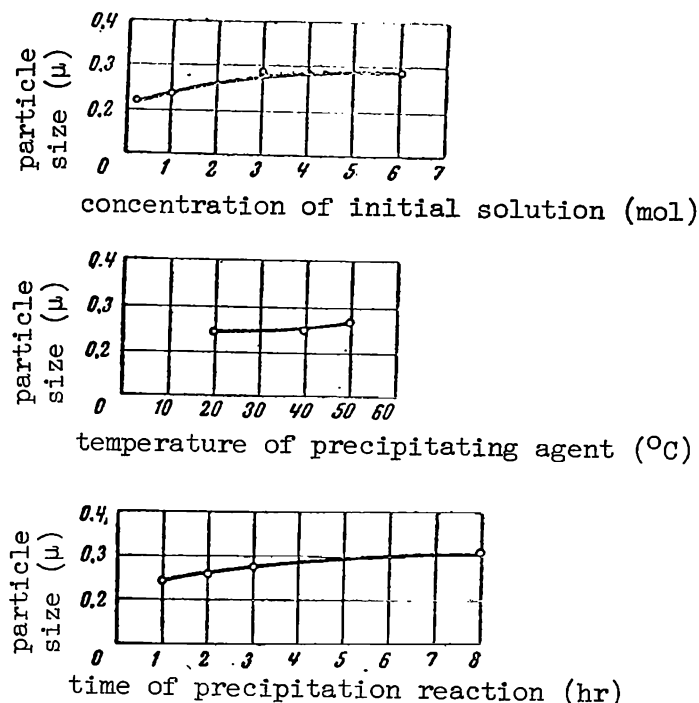 0,4
0,3
0,2
0 1 2 3 4 5 6 7
particle
size (μ)
concentration of initial solution (mol)
0.4
0,3
0,2
0 10 20 30 40 50 60
particle
size (μ)
temperature of precipitating agent (°C)
0.4,
0,3
0,2
0 1 2 3 4 5 6 7 8
particle
size (μ)
time of precipitation reaction (hr)